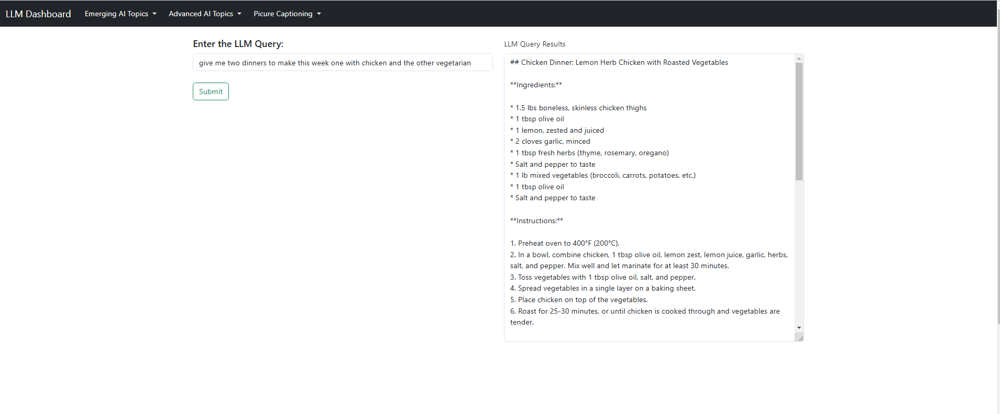 LLM Dashboard Emerging AI Topics Advanced AI Topics Picure Captioning
Enter the LLM Query:
give me two dinners to make this week one with chicken and the other vegetarian
Submit
LLM Query Results
## Chicken Dinner: Lemon Herb Chicken with Roasted Vegetables
**Ingredients:**
* 1.5 lbs boneless, skinless chicken thighs
* 1 tbsp olive oil
* 1 lemon, zested and juiced
* 2 cloves garlic, minced
* 1 tbsp fresh herbs (thyme, rosemary, oregano)
* Salt and pepper to taste
* 1 lb mixed vegetables (broccoli, carrots, potatoes, etc.)
* 1 tbsp olive oil
* Salt and pepper to taste
**Instructions:**
1. Preheat oven to 400°F (200°C).
2. In a bowl, combine chicken, 1 tbsp olive oil, lemon zest, lemon juice, garlic, herbs,
salt, and pepper. Mix well and let marinate for at least 30 minutes.
3. Toss vegetables with 1 tbsp olive oil, salt, and pepper.
4. Spread vegetables in a single layer on a baking sheet.
5. Place chicken on top of the vegetables.
6. Roast for 25-30 minutes, or until chicken is cooked through and vegetables are
tender.